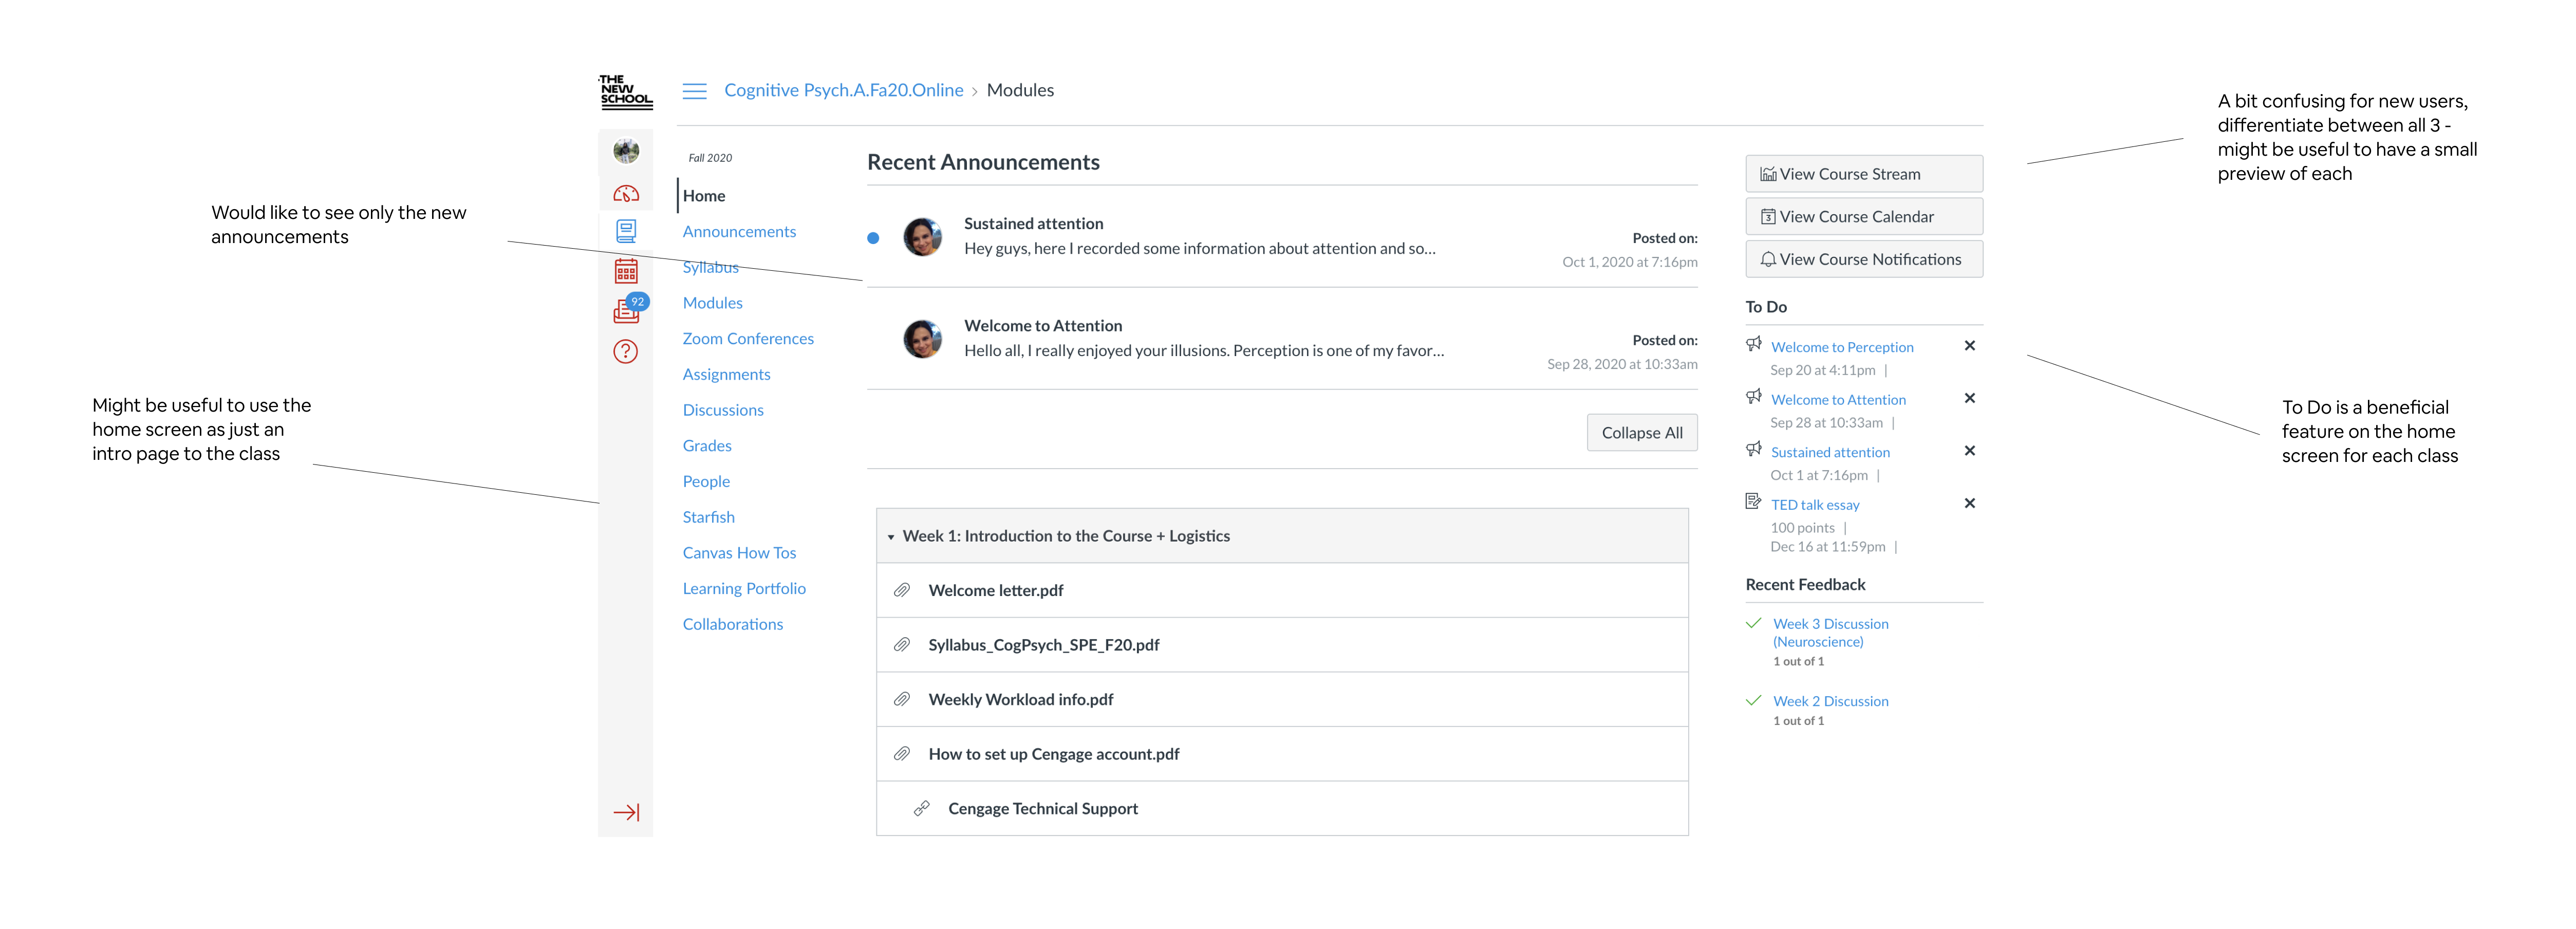 THE
NEW
SCHOOL
Cognitive Psych.A.Fa20.Online > Modules
A bit confusing for new users,
differentiate between all 3 -
might be useful to have a small
preview of each
Would like to see only the new
announcements
Might be useful to use the
home screen as just an
intro page to the class
92
Fall 2020
Home
Announcements
Syllabus
Modules
Zoom Conferences
Assignments
Discussions
Grades
People
Starfish
Canvas How Tos
Learning Portfolio
Collaborations
Recent Announcements
Sustained attention
Hey guys, here I recorded some information about attention and so...
Posted on:
Oct 1, 2020 at 7:16pm
Welcome to Attention
Hello all, I really enjoyed your illusions. Perception is one of my favor...
Posted on:
Sep 28, 2020 at 10:33am
Collapse All
Week 1: Introduction to the Course + Logistics
Welcome letter.pdf
Syllabus_CogPsych_SPE_F20.pdf
Weekly Workload info.pdf
How to set up Cengage account.pdf
Cengage Technical Support
View Course Stream
3 View Course Calendar
View Course Notifications
To Do
Welcome to Perception
Sep 20 at 4:11pm |
Welcome to Attention
Sep 28 at 10:33am |
Sustained attention
Oct 1 at 7:16pm |
TED talk essay
100 points |
Dec 16 at 11:59pm |
Recent Feedback
Week 3 Discussion
(Neuroscience)
1 out of 1
Week 2 Discussion
1 out of 1
To Do is a beneficial
feature on the home
screen for each class